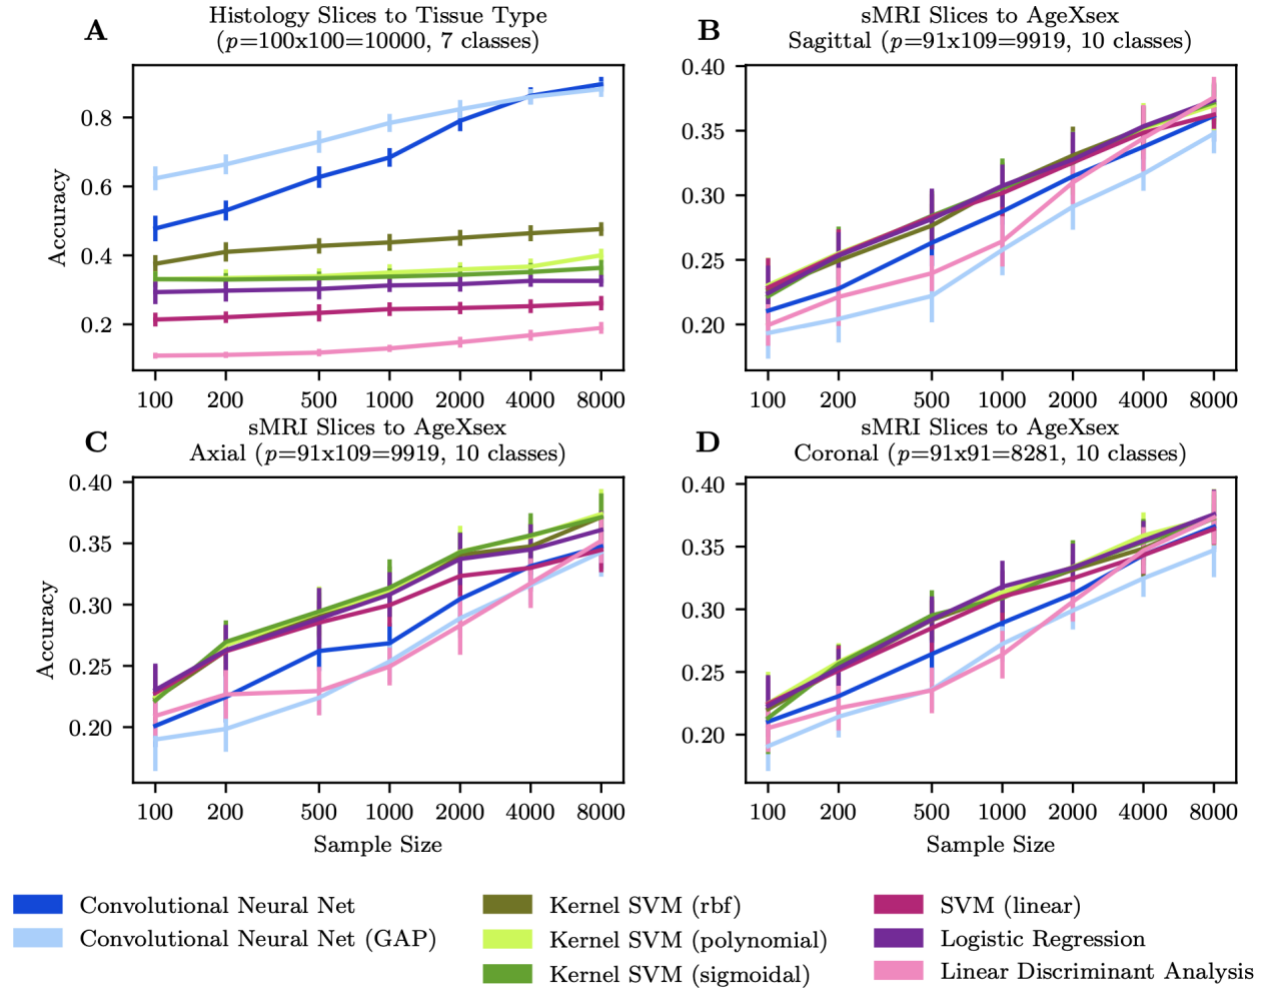 A
Histology Slices to Tissue Type
(p=100x100=10000, 7 classes)
Accuracy
0.8
0.6
0.4
0.2
100 200 500 1000 2000 4000 8000
B
sMRI Slices to AgeXsex
Sagittal (p=91x109=9919, 10 classes)
0.40
0.35
0.30
0.25
0.20
100 200 500 1000 2000 4000 8000
C
sMRI Slices to AgeXsex
Axial (p=91x109=9919, 10 classes)
Accuracy
0.40
0.35
0.30
0.25
0.20
100 200 500 1000 2000 4000 8000
Sample Size
D
sMRI Slices to AgeXsex
Coronal (p=91x91=8281, 10 classes)
0.40
0.35
0.30
0.25
0.20
100 200 500 1000 2000 4000 8000
Sample Size
Convolutional Neural Net
Convolutional Neural Net (GAP)
Kernel SVM (rbf)
Kernel SVM (polynomial)
Kernel SVM (sigmoidal)
SVM (linear)
Logistic Regression
Linear Discriminant Analysis